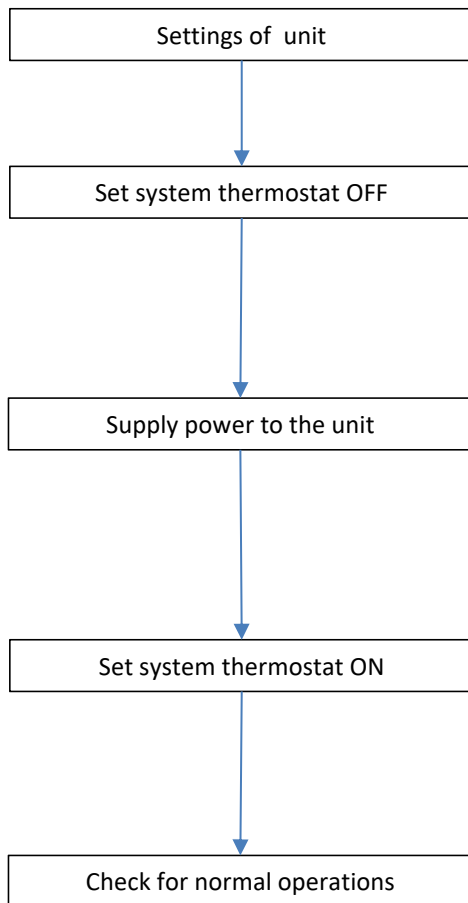 Settings of  unit
Set system thermostat OFF
Supply power to the unit
Set system thermostat ON
Check for normal operations